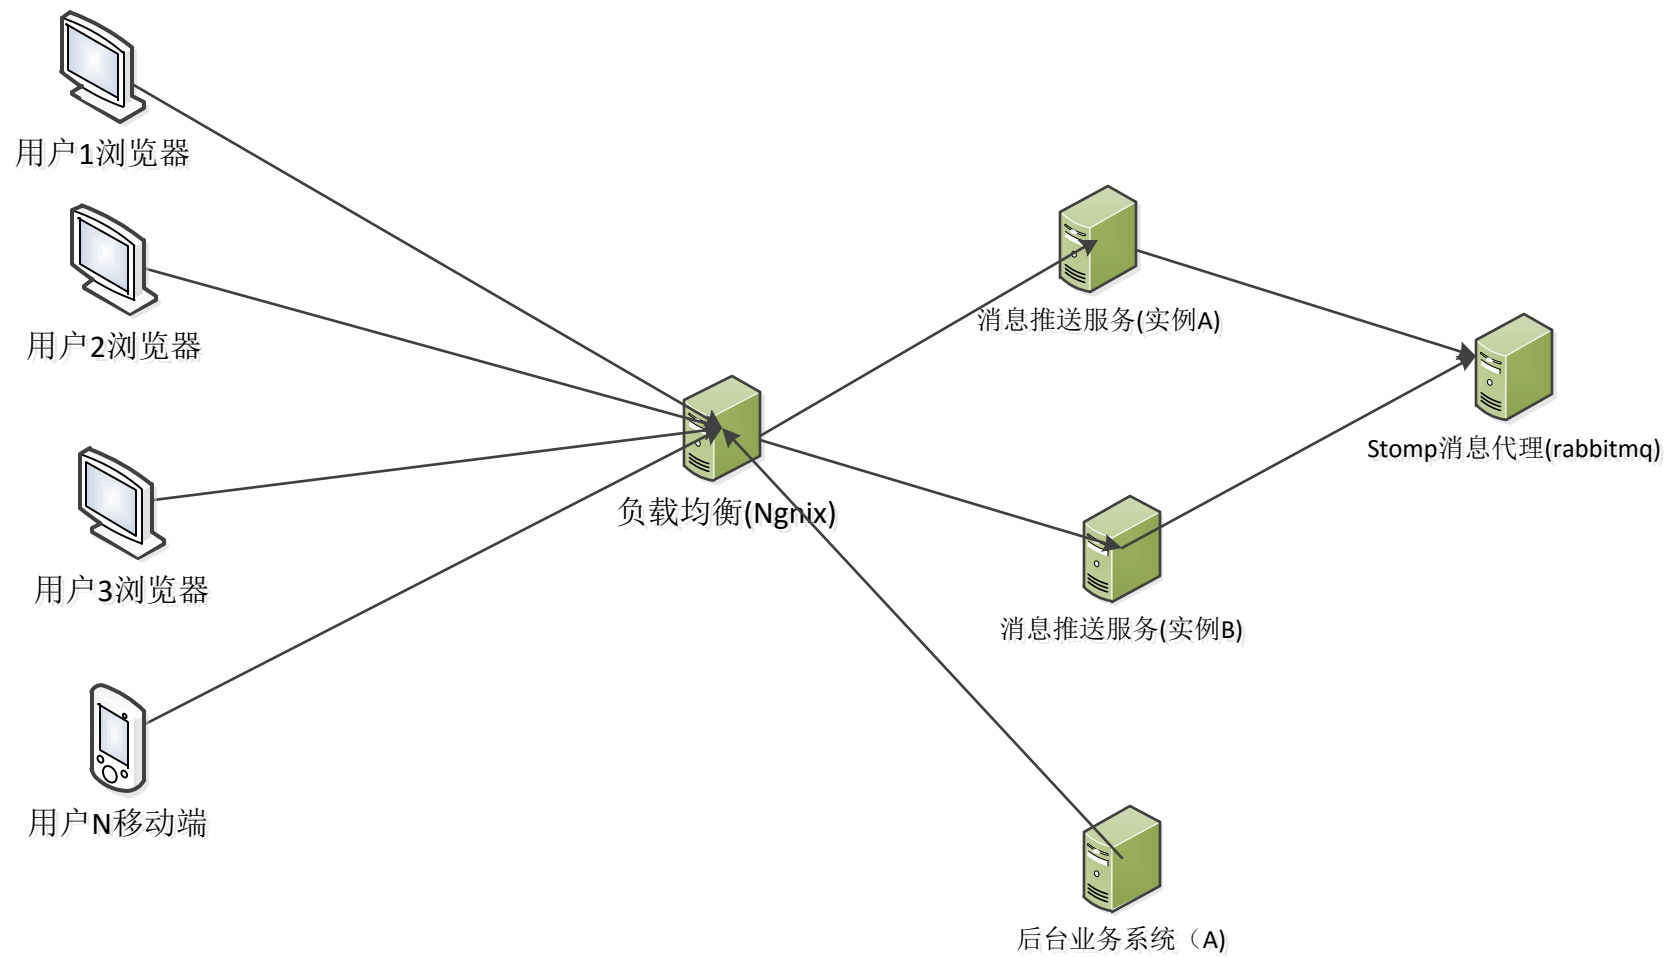 用户1浏览器
用户2浏览器
用户3浏览器
用户N移动端
负载均衡(Ngnix)
消息推送服务(实例A)
消息推送服务(实例B)
Stomp消息代理(rabbitmq)
后台业务系统（A)